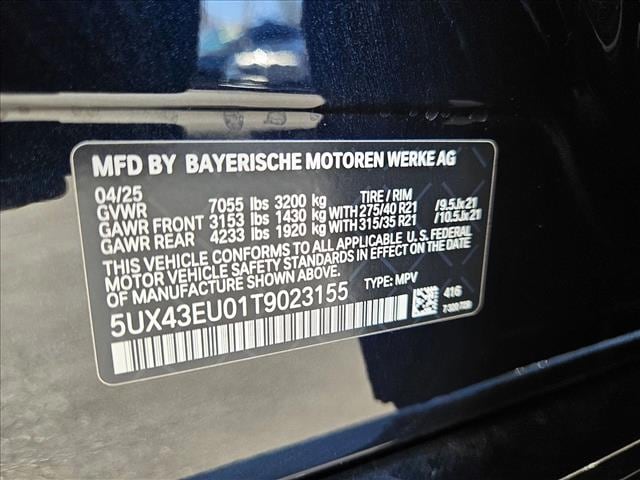 MFD BY BAYERISCHE MOTOREN WERKE AG
04/25 TIRE / RIM
GVWR 7055 lbs 3200 kg
GAWR FRONT 3153 lbs 1430 kg WITH 275/40 R21 /9.5Jx21
GAWR REAR 4233 lbs 1920 kg WITH 315/35 R21 /10.5Jx21
THIS VEHICLE CONFORMS TO ALL APPLICABLE U. S. FEDERAL
MOTOR VEHICLE SAFETY STANDARDS IN EFFECT ON THE DATE
OF MANUFACTURE SHOWN ABOVE.
5UX43EU01T9023155 TYPE: MPV
416